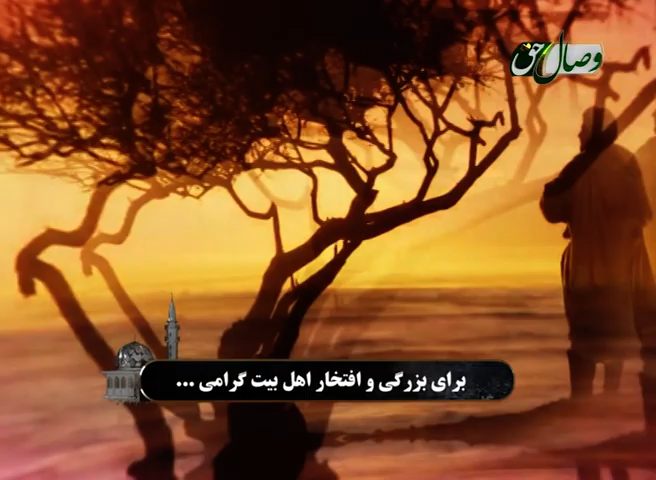 وصال حق
برای بزرگی و افتخار اهل بیت گرامی ...